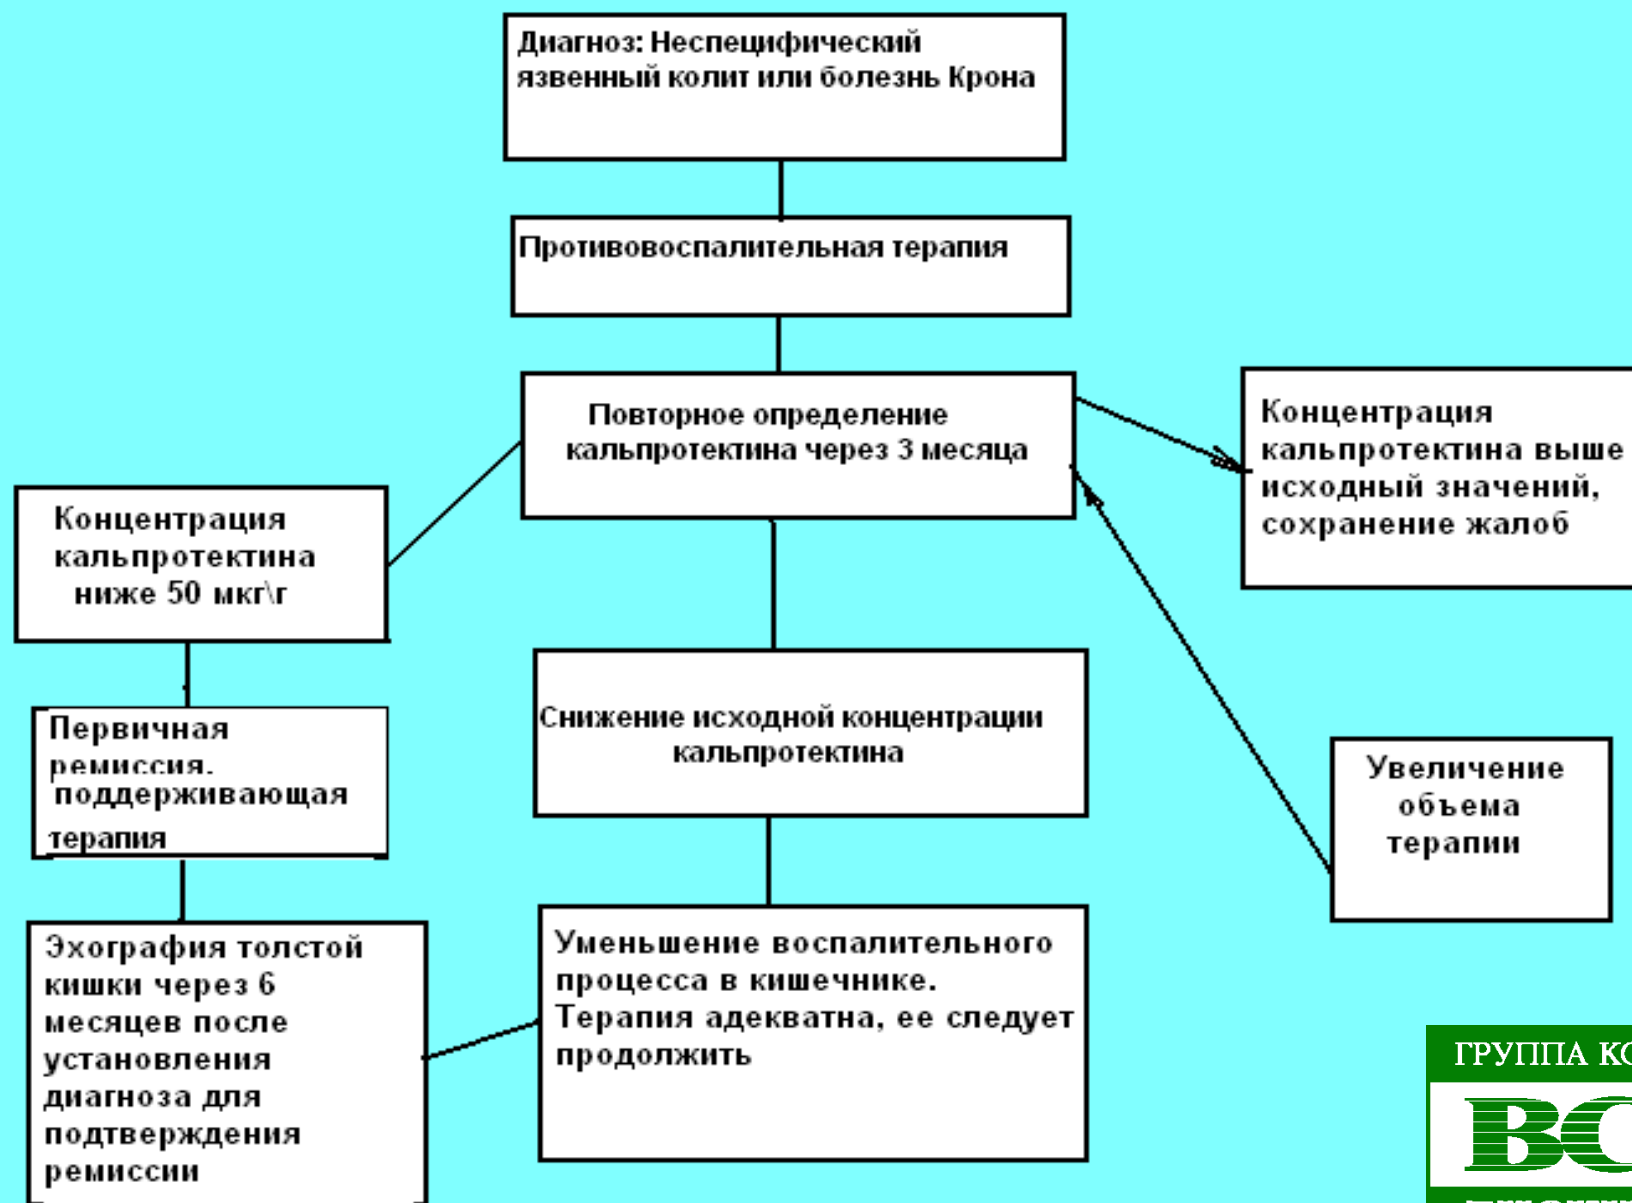 Диагноз: Неспецифический
язвенный колит или болезнь Крона
Противовоспалительная терапия
Повторное определение
кальпротектина через 3 месяца
Концентрация
кальпротектина выше
исходный значений,
сохранение жалоб
Концентрация
кальпротектина
ниже 50 мкг\г
Снижение исходной концентрации
кальпротектина
Первичная
ремиссия.
поддерживающая
терапия
Увеличение
объема
терапии
Эхография толстой
кишки через 6
месяцев после
установления
диагноза для
подтверждения
ремиссии
Уменьшение воспалительного
процесса в кишечнике.
Терапия адекватна, ее следует
продолжить
ГРУППА